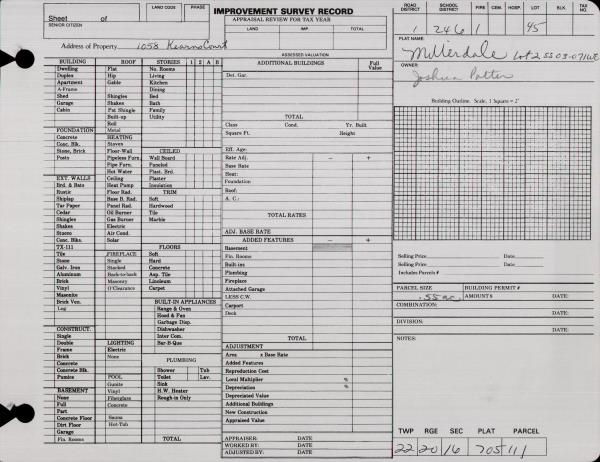 IMPROVEMENT SURVEY RECORD
Sheet of
SENIOR CITIZEN
LAND CODE PHASE
APPRAISAL REVIEW FOR TAX YEAR
LAND IMP TOTAL
Address of Property 1058 Kearns Court
ASSESSED VALUATION
ROAD DISTRICT SCHOOL DISTRICT FIRE CEM. HOSP. LOT BLK. TAX NO
246 1 45
PLAT NAME:
Millerdale Lot 2 SS 03-071WE
OWNER:
Joshua Potter
Building Outline. Scale, 1 Square = 2'
BUILDING ROOF STORIES 1 2 A B
Dwelling Flat No. Rooms
Duplex Hip Living
Apartment Gable Kitchen
A-Frame Dining
Shed Shingles Bed
Garage Shakes Bath
Cabin Pat Shingle Family
Built-up Utility
Roll
FOUNDATION Metal
Concrete HEATING
Conc. Blk. Stoves CEILED
Stone, Brick Floor-Wall Wall Board
Posts Pipeless Furn. Paneled
Pipe Furn. Plast. Brd.
Hot Water Plaster
EXT. WALLS Ceiling Insulation
Brd. & Bats Heat Pump
Rustic Floor Rad. TRIM
Shiplap Base B. Rad. Soft
Tar Paper Panel Rad. Hardwood
Cedar Oil Burner Tile
Shingles Gas Burner Marble
Shakes Electric
Stucco Air Cond.
Conc. Blks. Solar FLOORS
TX-111 Soft
Tile FIREPLACE Hard
Stone Single Concrete
Galv. Iron Stacked Asp. Tile
Aluminum Back-to-back Linoleum
Brick Masonry Carpet
Vinyl O'Clearance
Masonite BUILT-IN APPLIANCES
Brick Ven. Range & Oven
Log Hood & Fan
Garbage Disp.
CONSTRUCT. Dishwasher
Single Inter Com.
Double LIGHTING Bar-B-Que
Frame Electric
Brick None PLUMBING
Concrete Shower Tub
Concrete Blk. Toilet Lav.
Pumice POOL Sink
Gunite H.W. Heater
BASEMENT Vinyl Rough-in Only
None Fiberglass
Full Concrete
Part
Concrete Floor Sauna
Dirt Floor Hot-Tub
Garage
Fin. Rooms TOTAL
ADDITIONAL BUILDINGS Full Value
Det. Gar.
TOTAL
Class Cond. Yr. Built
Square Ft. Height
Eff. Age:
Rate Adj. − +
Base Rate
Heat:
Foundation
Roof:
A. C.:
TOTAL RATES
ADJ. BASE RATE
ADDED FEATURES − +
Basement
Fin. Rooms
Built-ins
Plumbing
Fireplace
Attached Garage
LESS C.W.
Carport
Deck
TOTAL
ADJUSTMENT
Area x Base Rate
Added Features
Reproduction Cost
Local Multiplier %
Depreciation %
Depreciated Value
Additional Buildings
New Construction
Appraised Value
APPRAISER: DATE
WORKED BY: DATE
ADJUSTED BY: DATE
Selling Price Date
Selling Price Date
Includes Parcels #
PARCEL SIZE BUILDING PERMIT #
.55 ac. AMOUNT $ DATE:
COMBINATION: DATE:
DIVISION: DATE:
NOTES:
TWP RGE SEC PLAT PARCEL
22 20 16 705 111